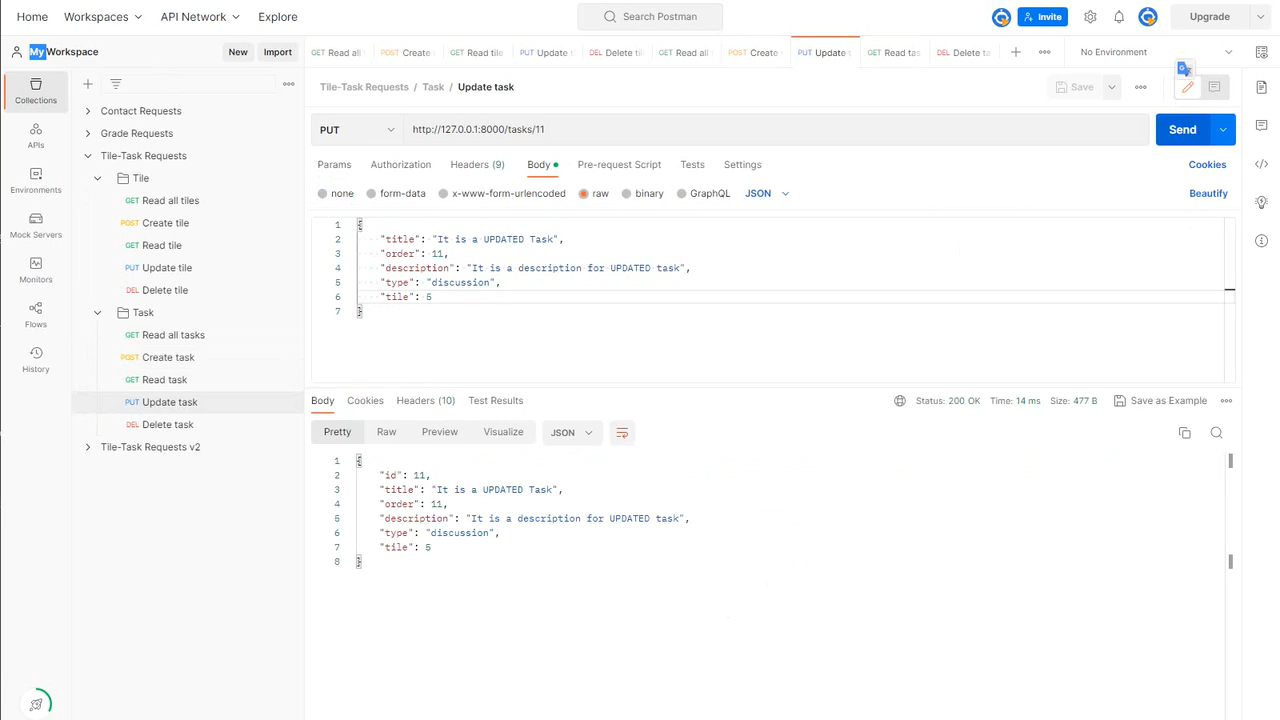 Home Workspaces API Network Explore Search Postman Invite Upgrade
My Workspace New Import
Read all Create Read tile PUT Update DEL Delete til GET Read all POST Create PUT Update t GET Read tas DEL Delete ta No Environment
Collections
APIs
Environments
Mock Servers
Monitors
Flows
History
Contact Requests
Grade Requests
Tile-Task Requests
Tile
GET Read all tiles
POST Create tile
GET Read tile
PUT Update tile
DEL Delete tile
Task
GET Read all tasks
POST Create task
GET Read task
PUT Update task
DEL Delete task
Tile-Task Requests v2
Tile-Task Requests / Task / Update task Save
PUT http://127.0.0.1:8000/tasks/11 Send
Params Authorization Headers (9) Body Pre-request Script Tests Settings Cookies
none form-data x-www-form-urlencoded raw binary GraphQL JSON Beautify
1 {
2 "title": "It is a UPDATED Task",
3 "order": 11,
4 "description": "It is a description for UPDATED task",
5 "type": "discussion",
6 "tile": 5
7 }
Body Cookies Headers (10) Test Results Status: 200 OK Time: 14 ms Size: 477 B Save as Example
Pretty Raw Preview Visualize JSON
1 {
2 "id": 11,
3 "title": "It is a UPDATED Task",
4 "order": 11,
5 "description": "It is a description for UPDATED task",
6 "type": "discussion",
7 "tile": 5
8 }